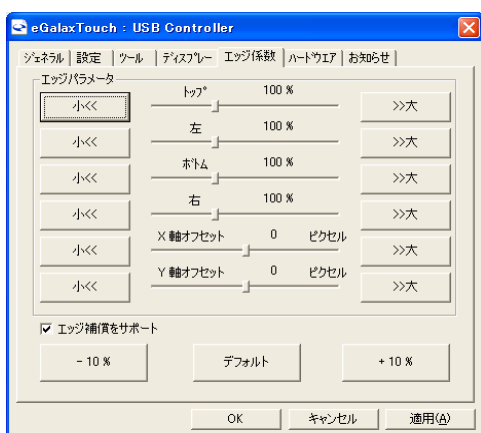 eGalaxTouch : USB Controller
ジェネラル 設定 ツール ディスプレー エッジ係数 ハードウエア お知らせ
エッジパラメータ
小<< トップ 100 % >>大
小<< 左 100 % >>大
小<< ボトム 100 % >>大
小<< 右 100 % >>大
小<< X 軸オフセット 0 ピクセル >>大
小<< Y 軸オフセット 0 ピクセル >>大
エッジ補償をサポート
- 10 % デフォルト + 10 %
OK キャンセル 適用(A)